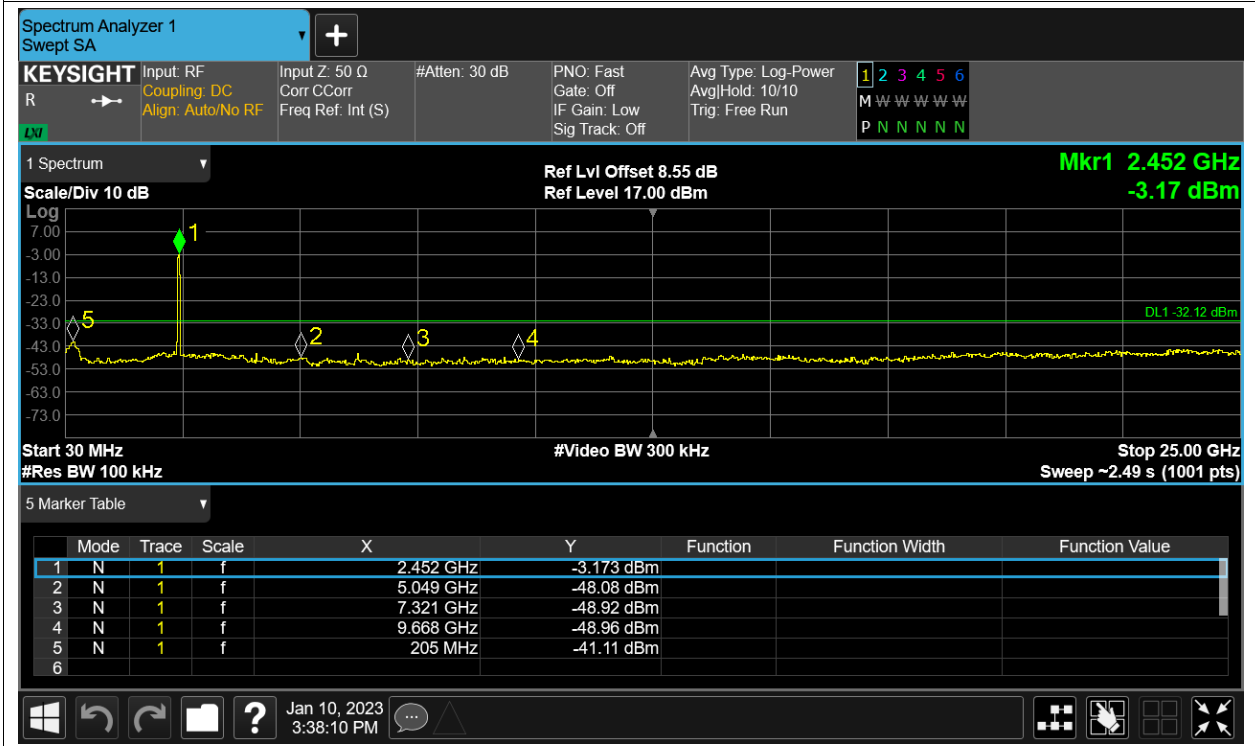 Spectrum Analyzer 1
Swept SA
+
KEYSIGHT
R
LXI
Input: RF
Coupling: DC
Align: Auto/No RF
Input Z: 50 Ω
Corr CCorr
Freq Ref: Int (S)
#Atten: 30 dB
PNO: Fast
Gate: Off
IF Gain: Low
Sig Track: Off
Avg Type: Log-Power
Avg|Hold: 10/10
Trig: Free Run
1 2 3 4 5 6
M W W W W W
P N N N N N
1 Spectrum
Scale/Div 10 dB
Ref Lvl Offset 8.55 dB
Ref Level 17.00 dBm
Mkr1 2.452 GHz
-3.17 dBm
Log
7.00
-3.00
-13.0
-23.0
-33.0
-43.0
-53.0
-63.0
-73.0
1
5
2
3
4
DL1 -32.12 dBm
Start 30 MHz
#Video BW 300 kHz
Stop 25.00 GHz
#Res BW 100 kHz
Sweep ~2.49 s (1001 pts)
5 Marker Table
Mode Trace Scale X Y Function Function Width Function Value
1 N 1 f 2.452 GHz -3.173 dBm
2 N 1 f 5.049 GHz -48.08 dBm
3 N 1 f 7.321 GHz -48.92 dBm
4 N 1 f 9.668 GHz -48.96 dBm
5 N 1 f 205 MHz -41.11 dBm
6
?
Jan 10, 2023
3:38:10 PM